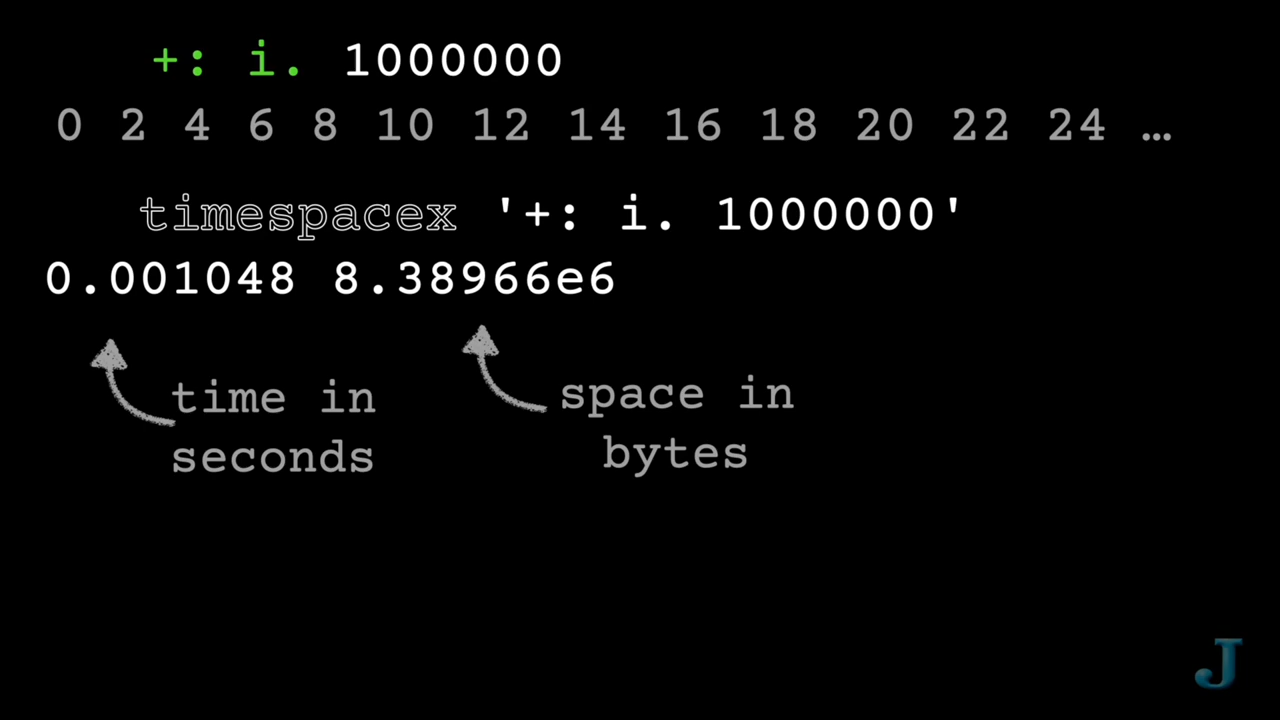 +: i. 1000000
0 2 4 6 8 10 12 14 16 18 20 22 24 …
timespacex '+: i. 1000000'
0.001048 8.38966e6
time in
seconds
space in
bytes
J